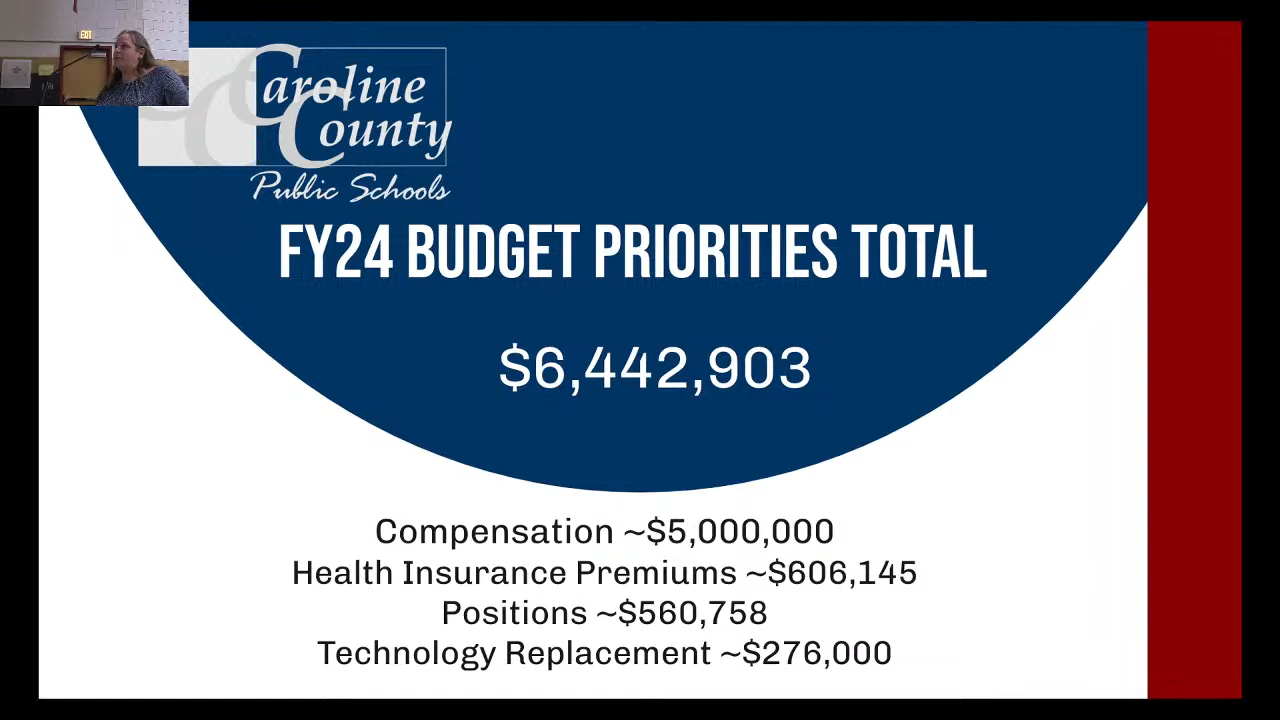 EXIT
Caroline
County
Public Schools
FY24 BUDGET PRIORITIES TOTAL
$6,442,903
Compensation ~$5,000,000
Health Insurance Premiums ~$606,145
Positions ~$560,758
Technology Replacement ~$276,000